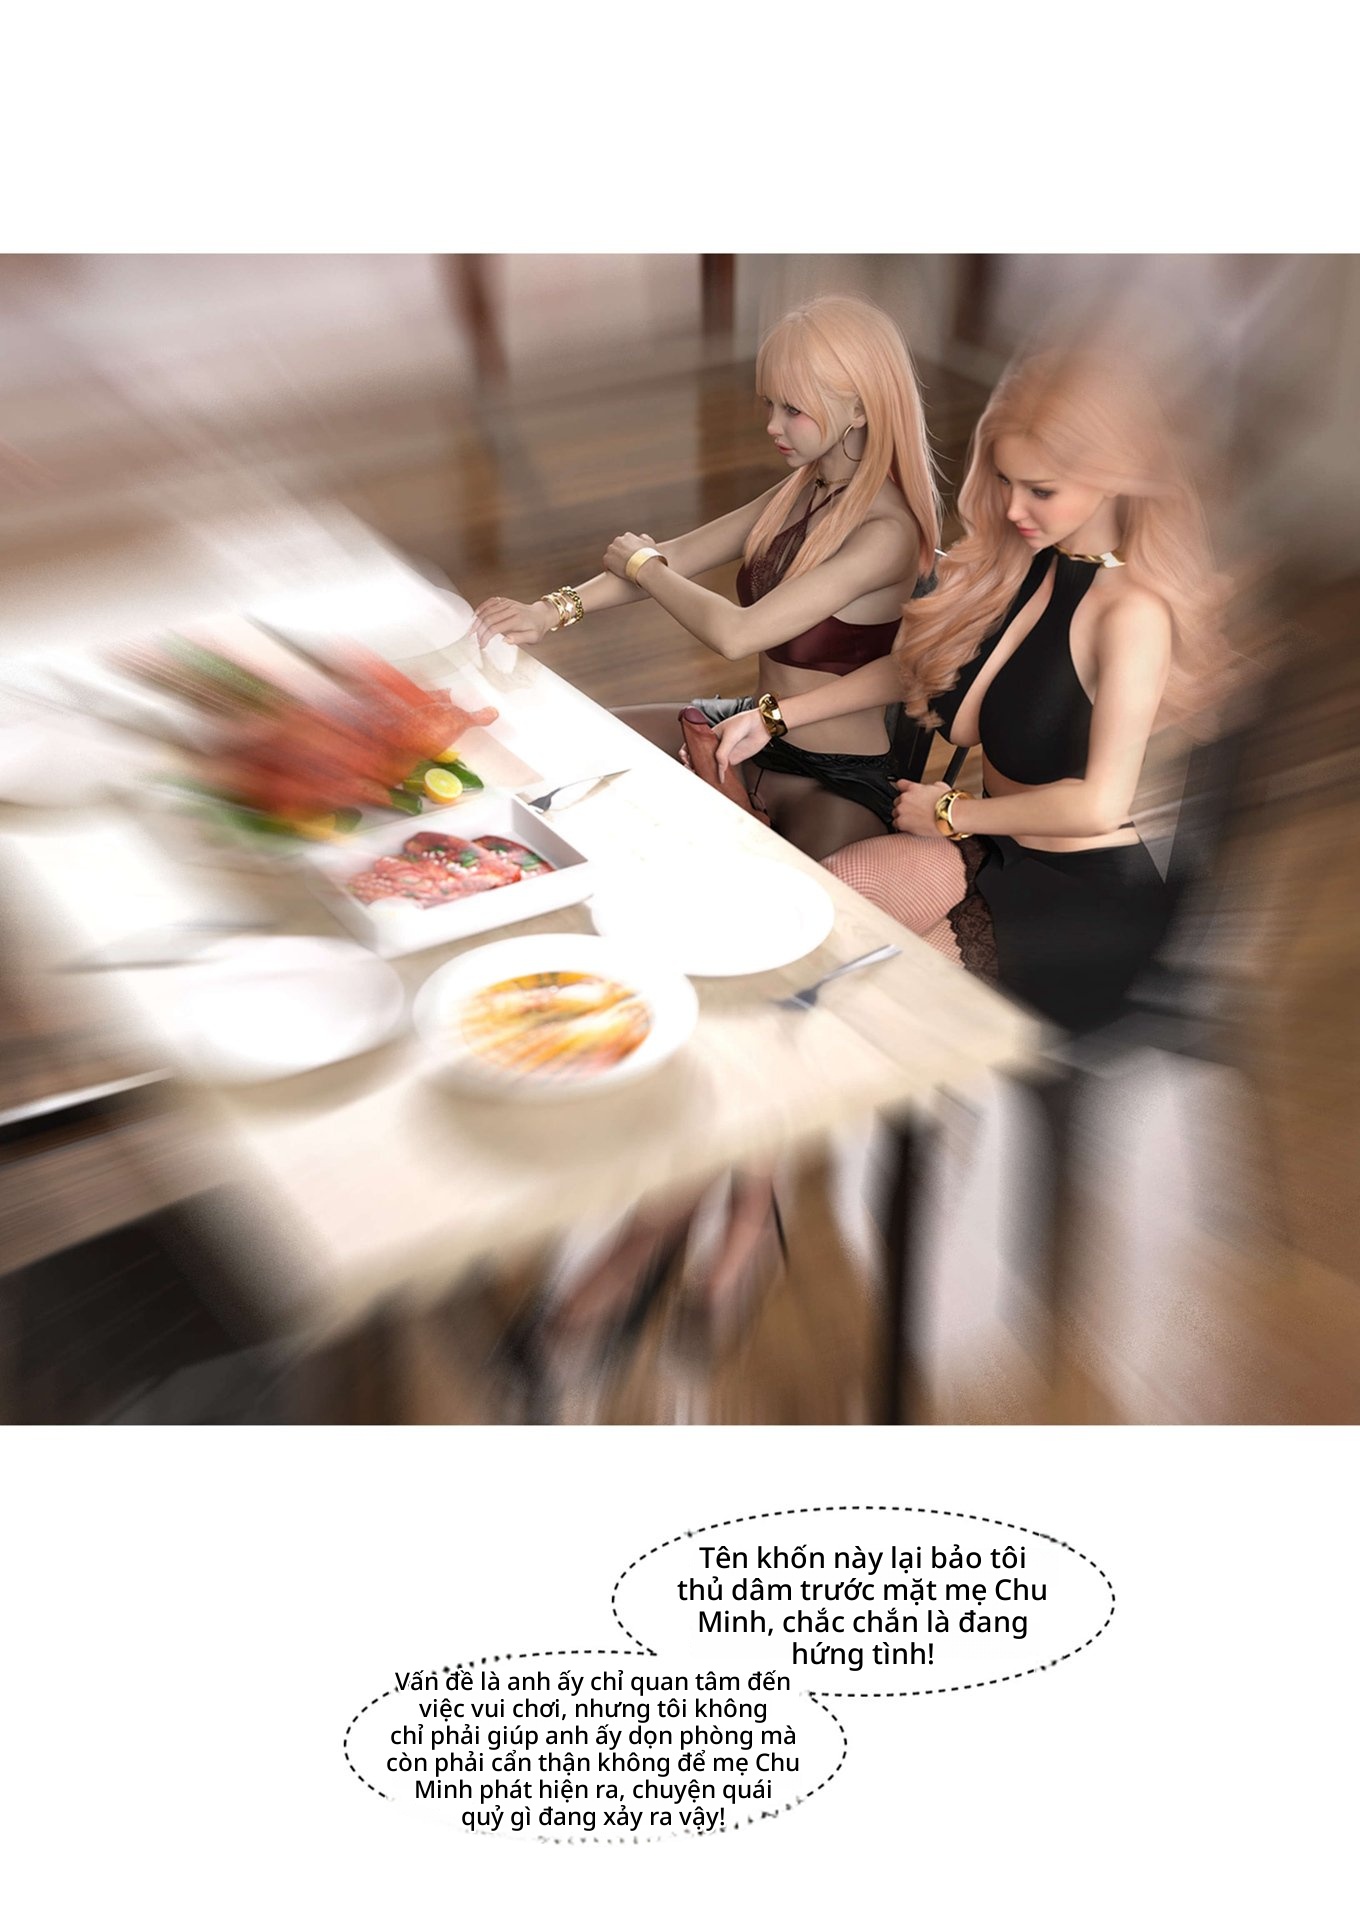 Tên khốn này lại bảo tôi
thủ dâm trước mặt mẹ Chu
Minh, chắc chắn là đang
hứng tình!
Vấn đề là anh ấy chỉ quan tâm đến
việc vui chơi, nhưng tôi không
chỉ phải giúp anh ấy dọn phòng mà
còn phải cẩn thận không để mẹ Chu
Minh phát hiện ra, chuyện quái
quỷ gì đang xảy ra vậy!